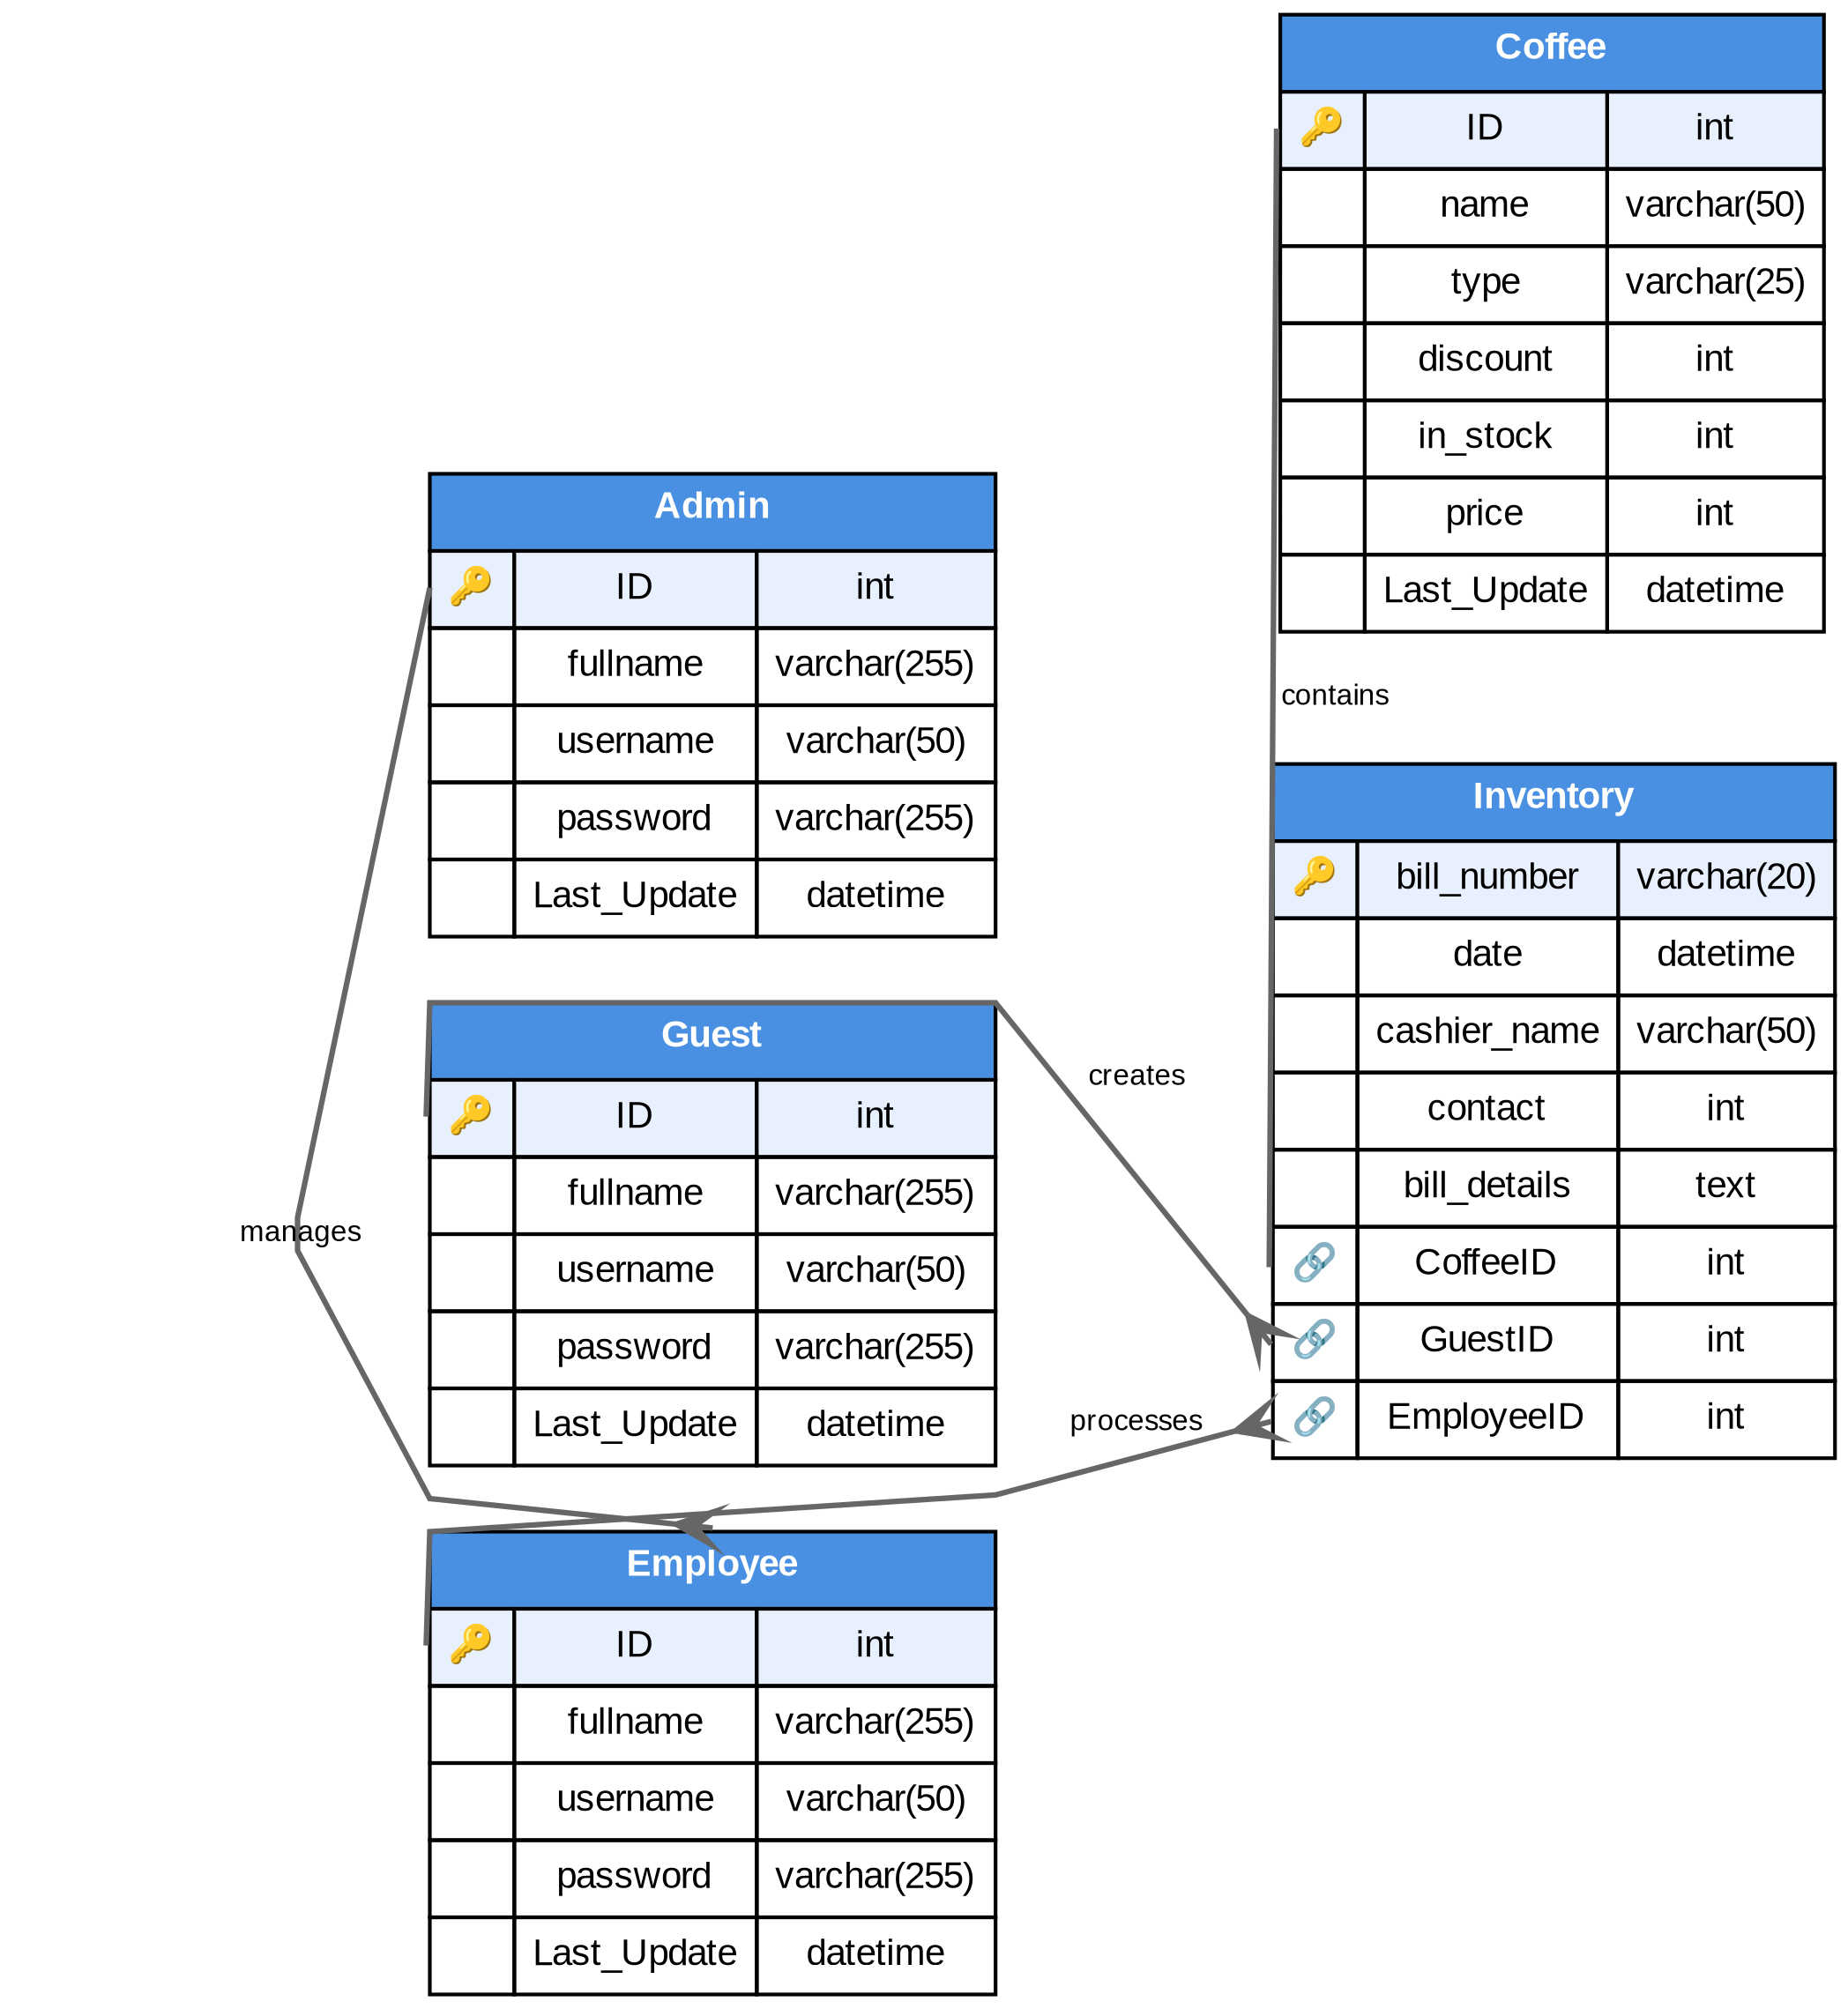 Coffee
🔑 ID int
name varchar(50)
type varchar(25)
discount int
in_stock int
price int
Last_Update datetime
contains
Admin
🔑 ID int
fullname varchar(255)
username varchar(50)
password varchar(255)
Last_Update datetime
manages
Guest
🔑 ID int
fullname varchar(255)
username varchar(50)
password varchar(255)
Last_Update datetime
creates
processes
Inventory
🔑 bill_number varchar(20)
date datetime
cashier_name varchar(50)
contact int
bill_details text
🔗 CoffeeID int
🔗 GuestID int
🔗 EmployeeID int
Employee
🔑 ID int
fullname varchar(255)
username varchar(50)
password varchar(255)
Last_Update datetime